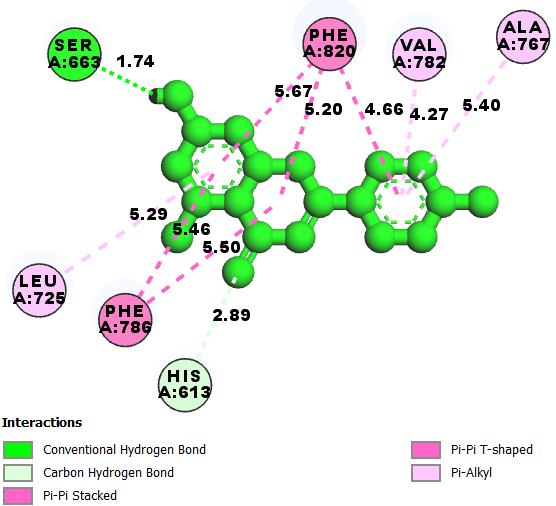 SER
A:663
1.74
PHE
A:820
VAL
A:782
ALA
A:767
5.67
5.20
4.66
4.27
5.40
5.29
5.46
5.50
LEU
A:725
PHE
A:786
2.89
HIS
A:613
Interactions
Conventional Hydrogen Bond
Carbon Hydrogen Bond
Pi-Pi Stacked
Pi-Pi T-shaped
Pi-Alkyl